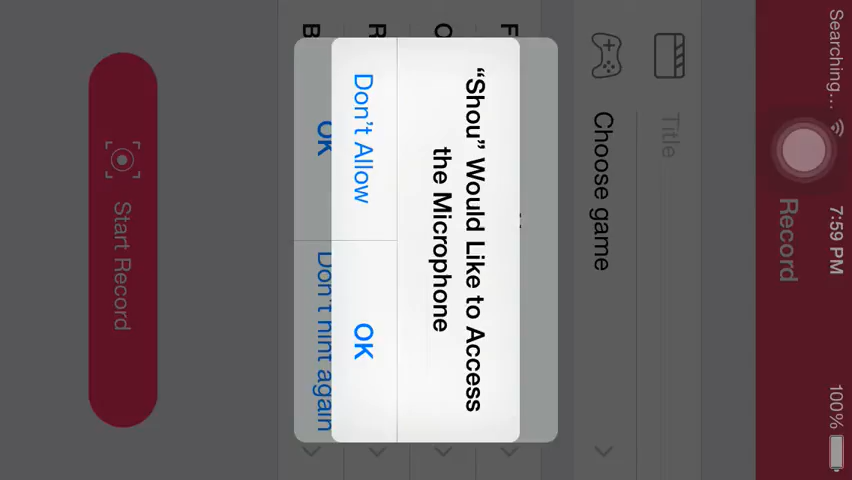 Searching... 7:59 PM 100%
Record
Title
Choose game
F
O
R
B
“Shou” Would Like to Access
the Microphone
Don’t Allow OK
OK Don't hint again
Start Record